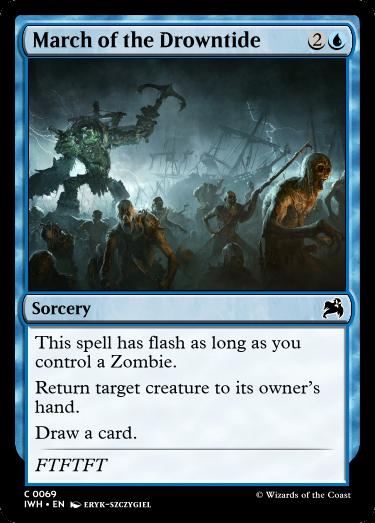 March of the Drowntide 2
Sorcery
This spell has flash as long as you
control a Zombie.
Return target creature to its owner's
hand.
Draw a card.
FTFTFT
C 0069
IWH • EN ERYK-SZCZYGIEL
© Wizards of the Coast